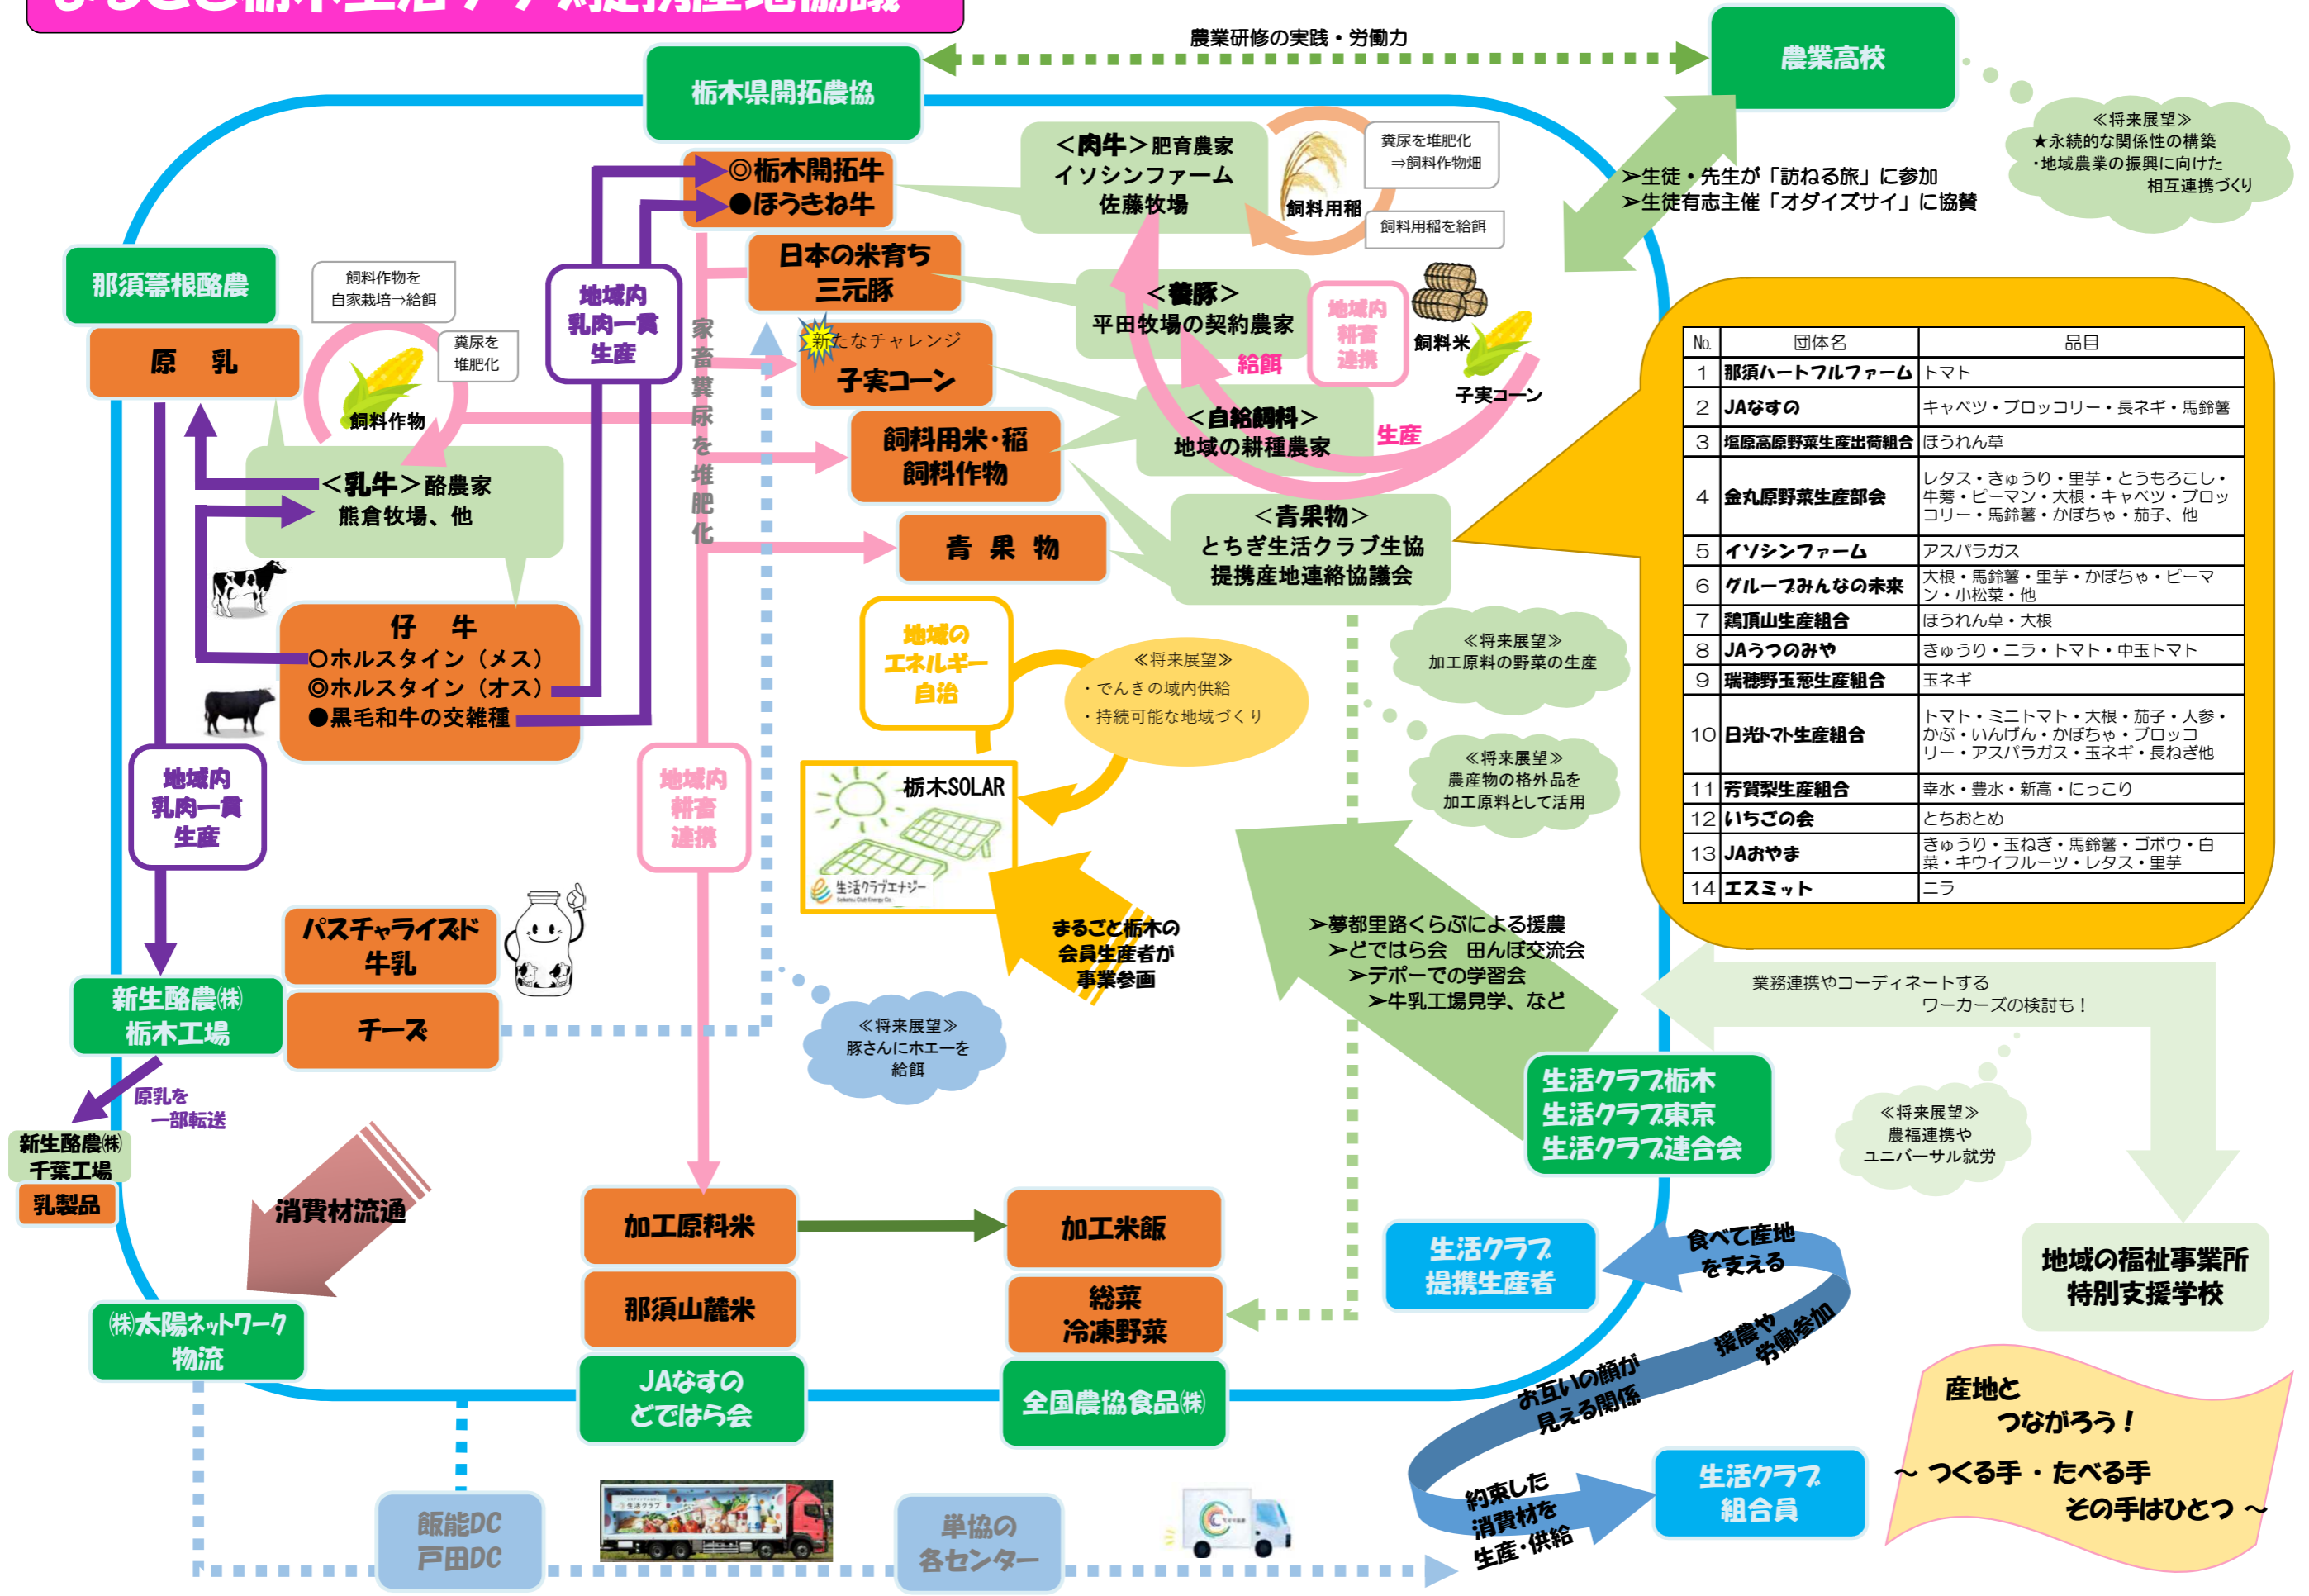 農業研修の実践・労働力
栃木県開拓農協
農業高校
≪将来展望≫
★永続的な関係性の構築
・地域農業の振興に向けた
相互連携づくり
➢生徒・先生が「訪ねる旅」に参加
➢生徒有志主催「オダイズサイ」に協賛
◎栃木開拓牛
●ほうきね牛
＜肉牛＞肥育農家
イソシンファーム
佐藤牧場
飼料用稲
糞尿を堆肥化
⇒飼料作物畑
飼料用稲を給餌
日本の米育ち
三元豚
＜養豚＞
平田牧場の契約農家
地域内
耕畜
連携
飼料米
子実コーン
給餌
生産
新たなチャレンジ
子実コーン
＜自給飼料＞
地域の耕種農家
飼料用米・稲
飼料作物
青 果 物
＜青果物＞
とちぎ生活クラブ生協
提携産地連絡協議会
那須箒根酪農
原 乳
飼料作物を
自家栽培⇒給餌
糞尿を
堆肥化
飼料作物
地域内
乳肉一貫
生産
家畜糞尿を堆肥化
＜乳牛＞酪農家
熊倉牧場、他
仔 牛
○ホルスタイン（メス）
◎ホルスタイン（オス）
●黒毛和牛の交雑種
地域内
乳肉一貫
生産
地域内
耕畜
連携
地域の
エネルギー
自治
≪将来展望≫
・でんきの域内供給
・持続可能な地域づくり
栃木SOLAR
生活クラブエナジー
まるごと栃木の
会員生産者が
事業参画
≪将来展望≫
加工原料の野菜の生産
≪将来展望≫
農産物の格外品を
加工原料として活用
No. 団体名 品目
1 那須ハートフルファーム トマト
2 JAなすの キャベツ・ブロッコリー・長ネギ・馬鈴薯
3 塩原高原野菜生産出荷組合 ほうれん草
4 金丸原野菜生産部会 レタス・きゅうり・里芋・とうもろこし・
牛蒡・ピーマン・大根・キャベツ・ブロッ
コリー・馬鈴薯・かぼちゃ・茄子、他
5 イソシンファーム アスパラガス
6 グループみんなの未来 大根・馬鈴薯・里芋・かぼちゃ・ピーマ
ン・小松菜・他
7 鶏頂山生産組合 ほうれん草・大根
8 JAうつのみや きゅうり・ニラ・トマト・中玉トマト
9 瑞穂野玉葱生産組合 玉ネギ
10 日光トマト生産組合 トマト・ミニトマト・大根・茄子・人参・
かぶ・いんげん・かぼちゃ・ブロッコ
リー・アスパラガス・玉ネギ・長ねぎ他
11 芳賀梨生産組合 幸水・豊水・新高・にっこり
12 いちごの会 とちおとめ
13 JAおやま きゅうり・玉ねぎ・馬鈴薯・ゴボウ・白
菜・キウイフルーツ・レタス・里芋
14 エスミット ニラ
パスチャライズド
牛乳
新生酪農㈱
栃木工場
チーズ
≪将来展望≫
豚さんにホエーを
給餌
原乳を
一部転送
新生酪農㈱
千葉工場
乳製品
消費材流通
➢夢都里路くらぶによる援農
➢どではら会 田んぼ交流会
➢デポーでの学習会
➢牛乳工場見学、など
業務連携やコーディネートする
ワーカーズの検討も！
生活クラブ栃木
生活クラブ東京
生活クラブ連合会
≪将来展望≫
農福連携や
ユニバーサル就労
地域の福祉事業所
特別支援学校
加工原料米
加工米飯
那須山麓米
総菜
冷凍野菜
JAなすの
どではら会
全国農協食品㈱
㈱太陽ネットワーク
物流
生活クラブ
提携生産者
食べて産地
を支える
援農や
労働参加
お互いの顔が
見える関係
約束した
消費材を
生産・供給
生活クラブ
組合員
飯能DC
戸田DC
生活クラブ
単協の
各センター
産地と
つながろう！
～ つくる手・たべる手
その手はひとつ ～